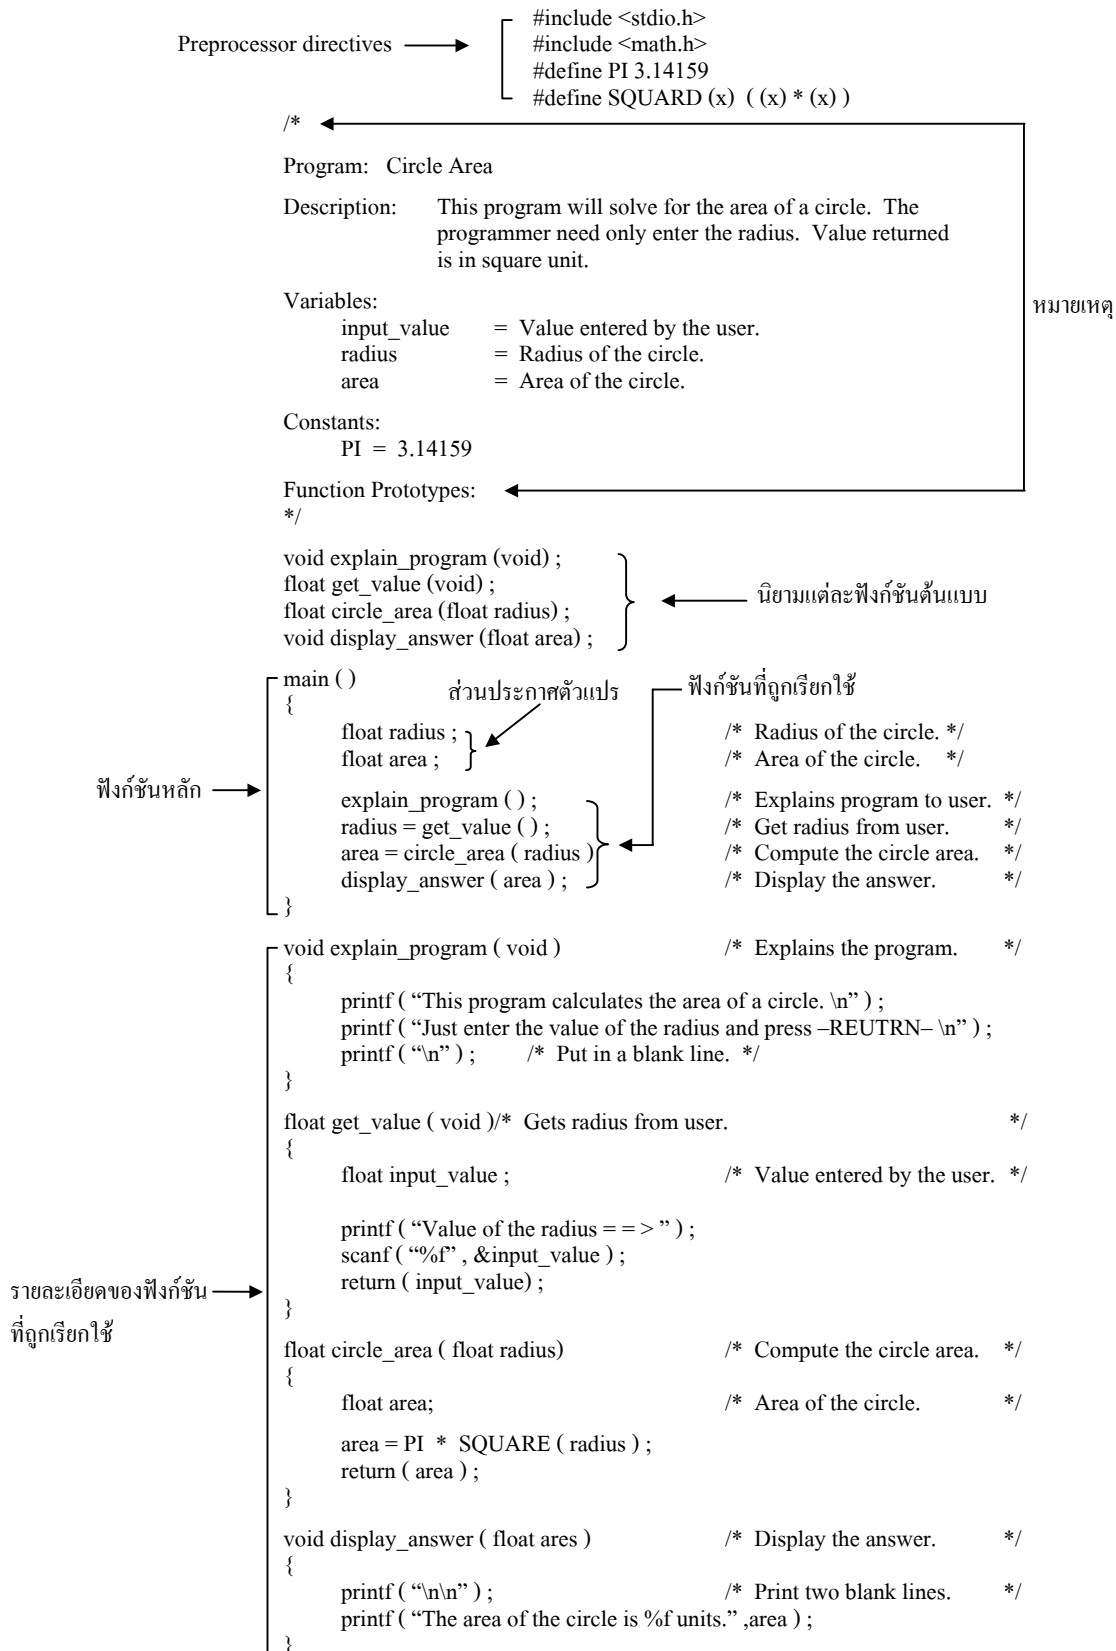 #include <stdio.h>
Preprocessor directives #include <math.h>
#define PI 3.14159
#define SQUARD (x) ( (x) * (x) )
/*
Program: Circle Area
Description: This program will solve for the area of a circle. The
programmer need only enter the radius. Value returned
is in square unit.
Variables:
หมายเหตุ
input_value = Value entered by the user.
radius = Radius of the circle.
area = Area of the circle.
Constants:
PI = 3.14159
Function Prototypes:
*/
void explain_program (void) ;
float get_value (void) ;
นิยามแต่ละฟังก์ชันต้นแบบ
float circle_area (float radius) ;
void display_answer (float area) ;
main ( )
ส่วนประกาศตัวแปร ฟังก์ชันที่ถูกเรียกใช้
{
float radius ; /* Radius of the circle. */
float area ; /* Area of the circle. */
ฟังก์ชันหลัก
explain_program ( ) ; /* Explains program to user. */
radius = get_value ( ) ; /* Get radius from user. */
area = circle_area ( radius ) /* Compute the circle area. */
display_answer ( area ) ; /* Display the answer. */
}
void explain_program ( void ) /* Explains the program. */
{
printf ( “This program calculates the area of a circle. \n” ) ;
printf ( “Just enter the value of the radius and press –REUTRN– \n” ) ;
printf ( “\n” ) ; /* Put in a blank line. */
}
float get_value ( void )/* Gets radius from user. */
{
float input_value ; /* Value entered by the user. */
printf ( “Value of the radius = = > ” ) ;
scanf ( “%f” , &input_value ) ;
return ( input_value) ;
รายละเอียดของฟังก์ชัน
ที่ถูกเรียกใช้
}
float circle_area ( float radius) /* Compute the circle area. */
{
float area; /* Area of the circle. */
area = PI * SQUARE ( radius ) ;
return ( area ) ;
}
void display_answer ( float ares ) /* Display the answer. */
{
printf ( “\n\n” ) ; /* Print two blank lines. */
printf ( “The area of the circle is %f units.” ,area ) ;
}